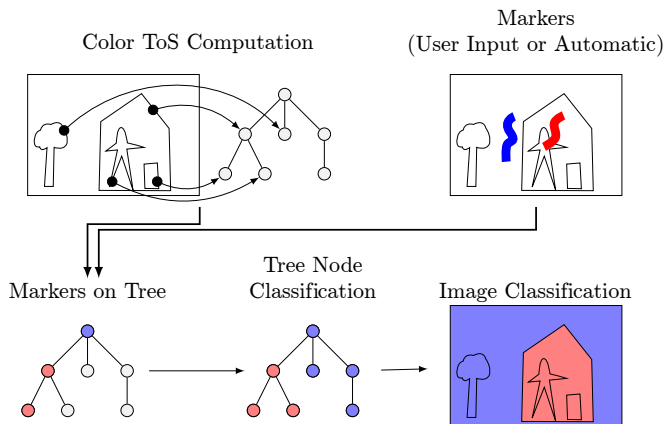 Color ToS Computation
Markers
(User Input or Automatic)
Markers on Tree
Tree Node
Classification
Image Classification